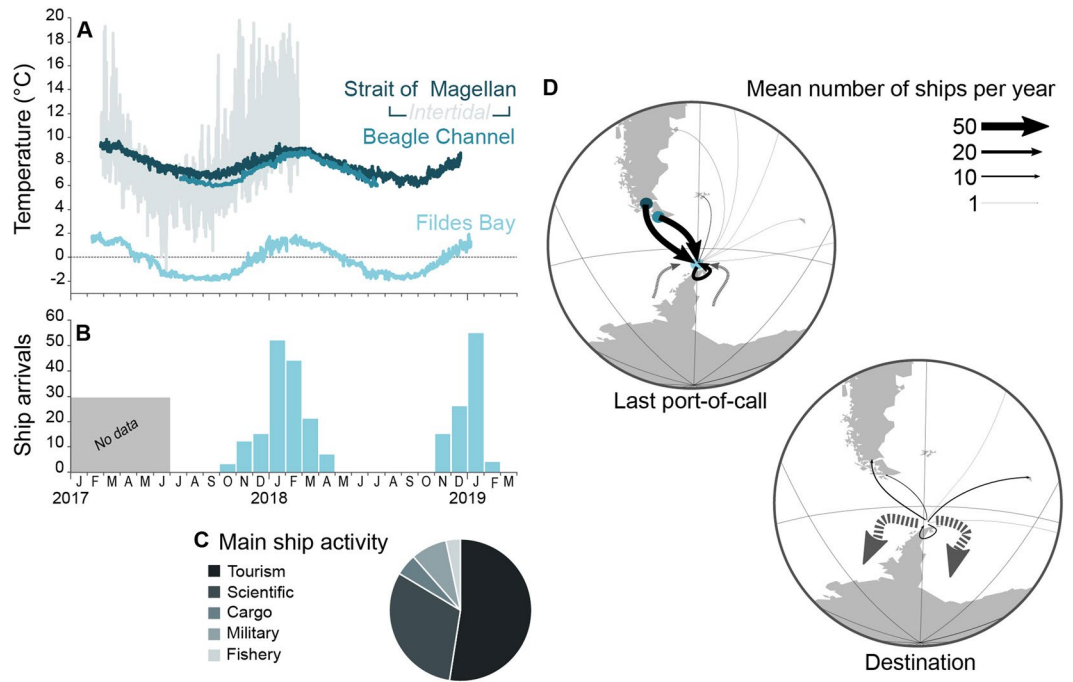 A
Temperature (°C)
20
18
16
14
12
10
8
6
4
2
0
-2
Strait of Magellan
Intertidal
Beagle Channel
Fildes Bay
B
Ship arrivals
60
50
40
30
20
10
0
No data
J F M A M J J A S O N D J F M A M J J A S O N D J F M
2017 2018 2019
C Main ship activity
Tourism
Scientific
Cargo
Military
Fishery
D
Mean number of ships per year
50
20
10
1
Last port-of-call
Destination